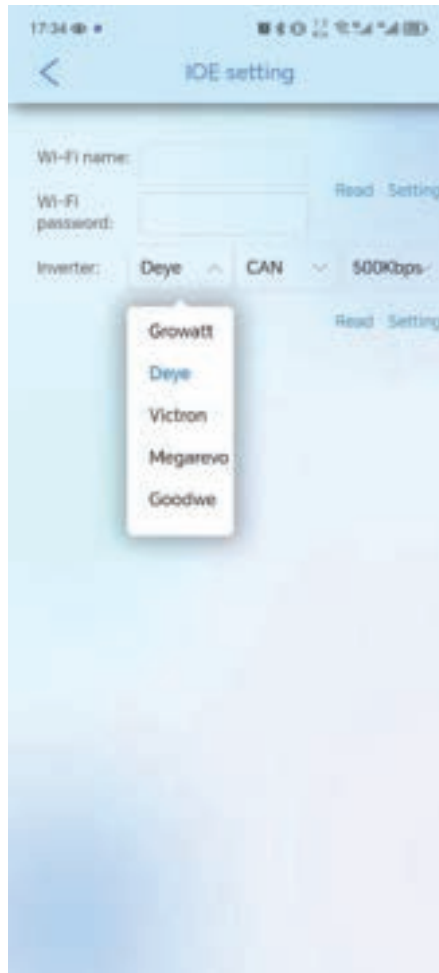 17:34
IOE setting
Wi-Fi name:
Read Setting
Wi-Fi
password:
Inverter: Deye CAN 500Kbps
Read Setting
Growatt
Deye
Victron
Megarevo
Goodwe